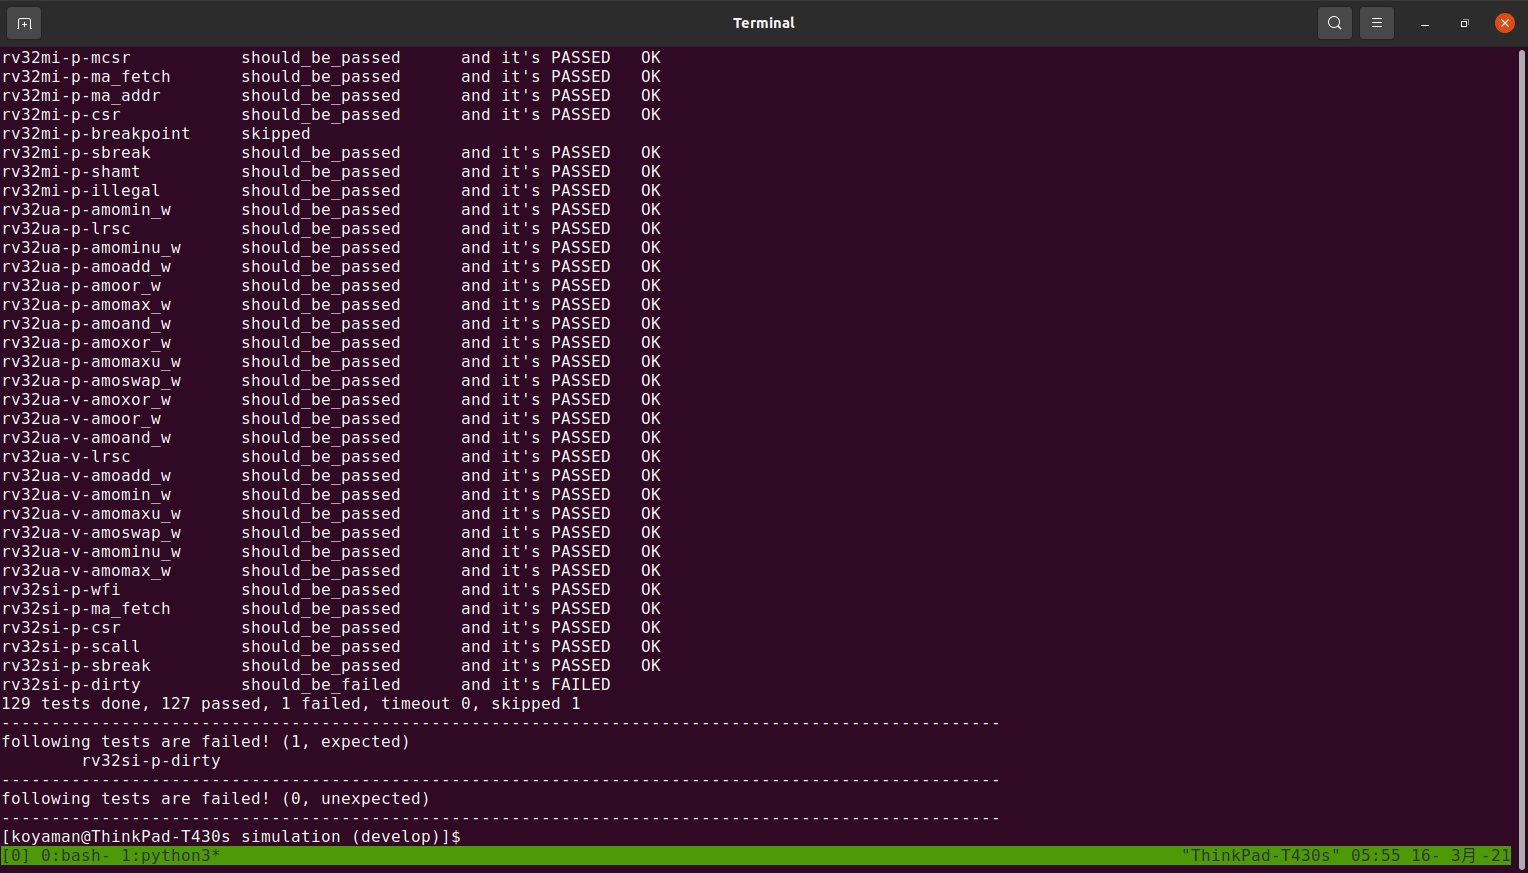 Terminal
rv32mi-p-mcsr           should_be_passed      and it's PASSED   OK
rv32mi-p-ma_fetch       should_be_passed      and it's PASSED   OK
rv32mi-p-ma_addr        should_be_passed      and it's PASSED   OK
rv32mi-p-csr            should_be_passed      and it's PASSED   OK
rv32mi-p-breakpoint     skipped
rv32mi-p-sbreak         should_be_passed      and it's PASSED   OK
rv32mi-p-shamt          should_be_passed      and it's PASSED   OK
rv32mi-p-illegal        should_be_passed      and it's PASSED   OK
rv32ua-p-amomin_w       should_be_passed      and it's PASSED   OK
rv32ua-p-lrsc           should_be_passed      and it's PASSED   OK
rv32ua-p-amominu_w      should_be_passed      and it's PASSED   OK
rv32ua-p-amoadd_w       should_be_passed      and it's PASSED   OK
rv32ua-p-amoor_w        should_be_passed      and it's PASSED   OK
rv32ua-p-amomax_w       should_be_passed      and it's PASSED   OK
rv32ua-p-amoand_w       should_be_passed      and it's PASSED   OK
rv32ua-p-amoxor_w       should_be_passed      and it's PASSED   OK
rv32ua-p-amomaxu_w      should_be_passed      and it's PASSED   OK
rv32ua-p-amoswap_w      should_be_passed      and it's PASSED   OK
rv32ua-v-amoxor_w       should_be_passed      and it's PASSED   OK
rv32ua-v-amoor_w        should_be_passed      and it's PASSED   OK
rv32ua-v-amoand_w       should_be_passed      and it's PASSED   OK
rv32ua-v-lrsc           should_be_passed      and it's PASSED   OK
rv32ua-v-amoadd_w       should_be_passed      and it's PASSED   OK
rv32ua-v-amomin_w       should_be_passed      and it's PASSED   OK
rv32ua-v-amomaxu_w      should_be_passed      and it's PASSED   OK
rv32ua-v-amoswap_w      should_be_passed      and it's PASSED   OK
rv32ua-v-amominu_w      should_be_passed      and it's PASSED   OK
rv32ua-v-amomax_w       should_be_passed      and it's PASSED   OK
rv32si-p-wfi            should_be_passed      and it's PASSED   OK
rv32si-p-ma_fetch       should_be_passed      and it's PASSED   OK
rv32si-p-csr            should_be_passed      and it's PASSED   OK
rv32si-p-scall          should_be_passed      and it's PASSED   OK
rv32si-p-sbreak         should_be_passed      and it's PASSED   OK
rv32si-p-dirty          should_be_failed      and it's FAILED
129 tests done, 127 passed, 1 failed, timeout 0, skipped 1
----------------------------------------------------------------------------------------------------
following tests are failed! (1, expected)
        rv32si-p-dirty
----------------------------------------------------------------------------------------------------
following tests are failed! (0, unexpected)
----------------------------------------------------------------------------------------------------
[koyaman@ThinkPad-T430s simulation (develop)]$
[0] 0:bash- 1:python3* "ThinkPad-T430s" 05:55 16- 3月-21